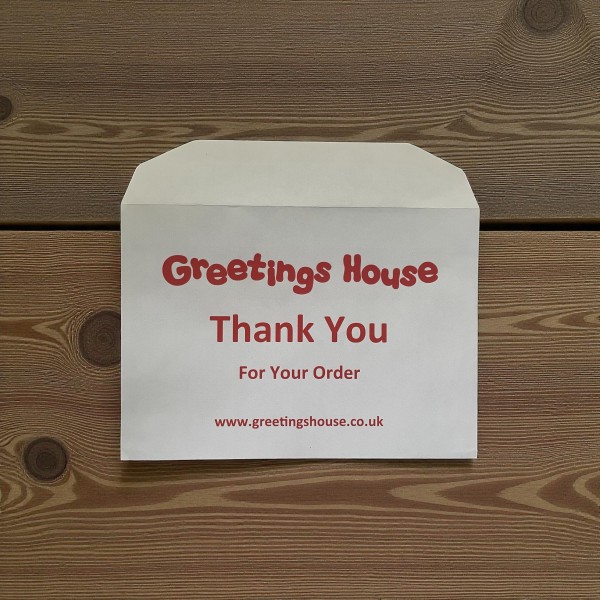 Greetings House
Thank You
For Your Order
www.greetingshouse.co.uk